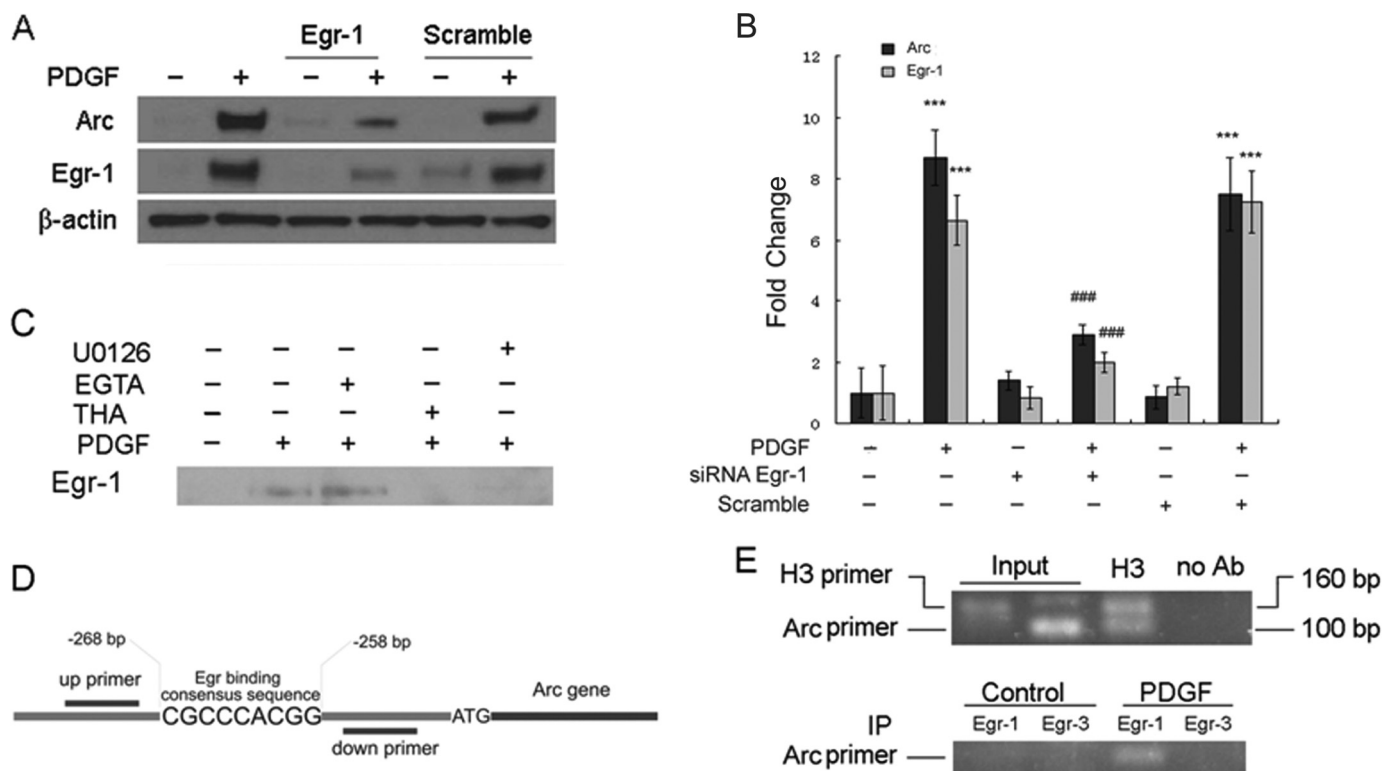 A
Egr-1 Scramble
PDGF – + – + – +
Arc
Egr-1
β-actin
B
Arc
Egr-1
Fold Change
12
10
8
6
4
2
0
*** *** ### ### *** ***
PDGF – + – + – +
siRNA Egr-1 – – + + – –
Scramble – – – – + +
C
U0126 – – – – +
EGTA – – + – –
THA – – – + –
PDGF – + + + +
Egr-1
D
-268 bp -258 bp
up primer
Egr binding
consensus sequence
Arc gene
CGCCCACGG ATG
down primer
E
Input H3 no Ab
H3 primer 160 bp
Arc primer 100 bp
Control PDGF
IP Egr-1 Egr-3 Egr-1 Egr-3
Arc primer